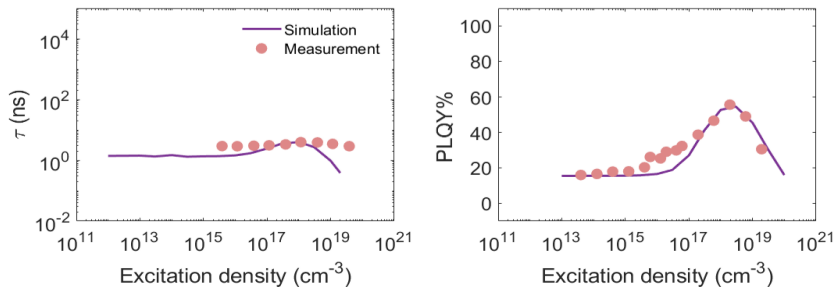 Simulation
Measurement
τ (ns)
10^4
10^2
10^0
10^-2
10^11 10^13 10^15 10^17 10^19 10^21
Excitation density (cm^-3)
PLQY%
100
80
60
40
20
0
10^11 10^13 10^15 10^17 10^19 10^21
Excitation density (cm^-3)